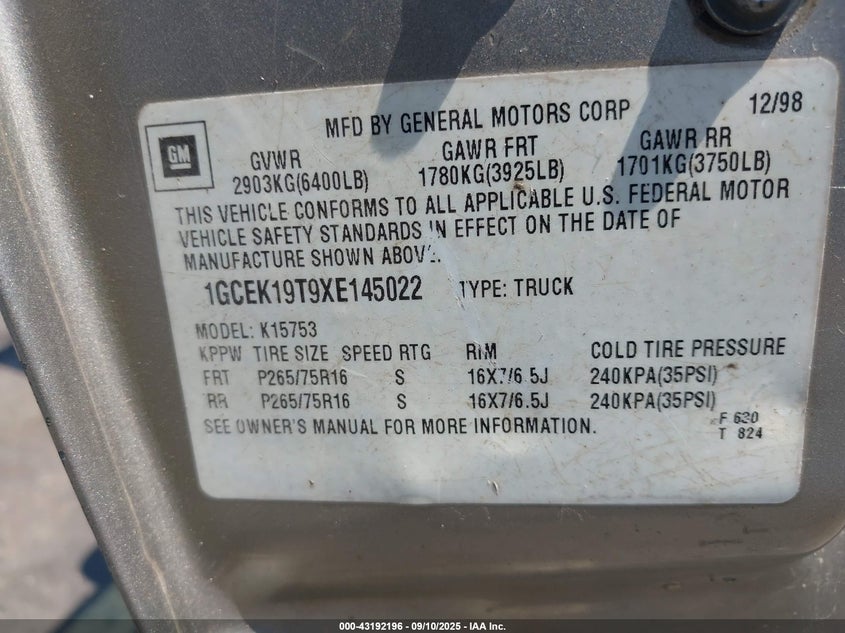 MFD BY GENERAL MOTORS CORP 12/98
GM
GVWR GAWR FRT GAWR RR
2903KG(6400LB) 1780KG(3925LB) 1701KG(3750LB)
THIS VEHICLE CONFORMS TO ALL APPLICABLE U.S. FEDERAL MOTOR
VEHICLE SAFETY STANDARDS IN EFFECT ON THE DATE OF
MANUFACTURE SHOWN ABOVE.
1GCEK19T9XE145022 TYPE: TRUCK
MODEL: K15753
KPPW TIRE SIZE SPEED RTG RIM COLD TIRE PRESSURE
FRT P265/75R16 S 16X7/6.5J 240KPA(35PSI)
RR P265/75R16 S 16X7/6.5J 240KPA(35PSI)
SEE OWNER'S MANUAL FOR MORE INFORMATION.
F 630
T 824
000-43192196 - 09/10/2025 - IAA Inc.